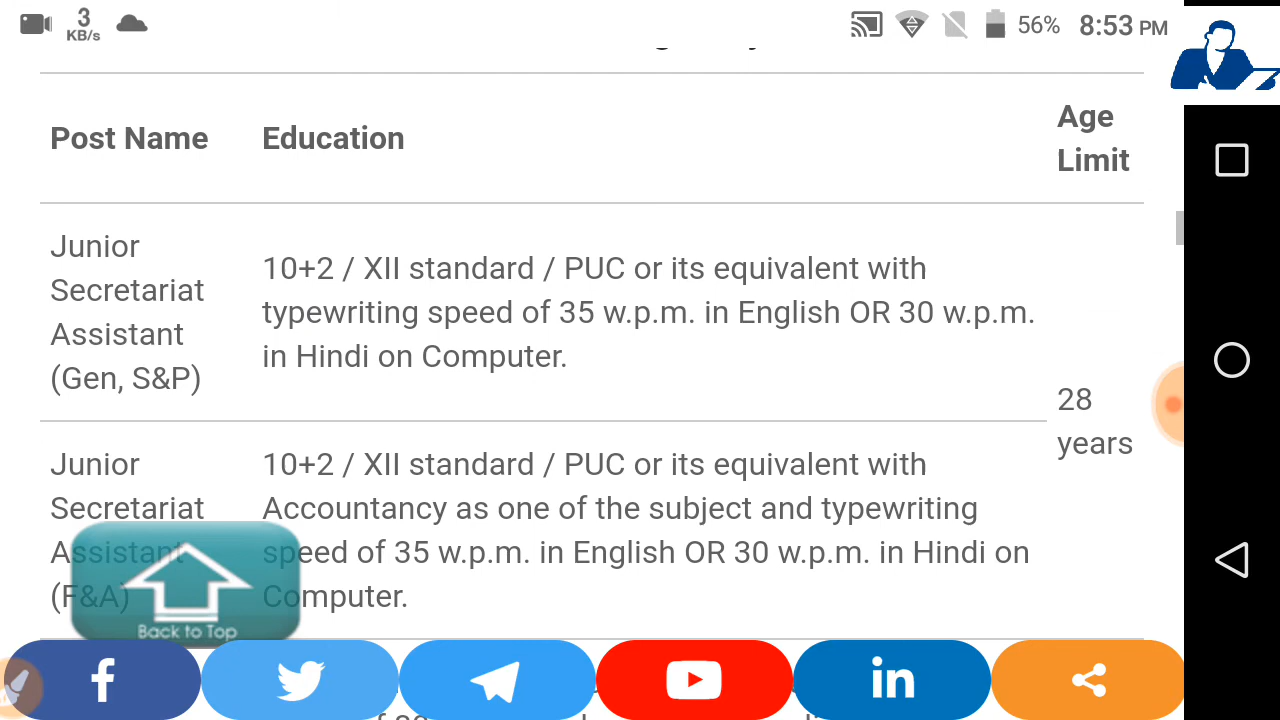 3
KB/s
56% 8:53 PM
Post Name
Education
Age
Limit
Junior
Secretariat
Assistant
(Gen, S&P)
10+2 / XII standard / PUC or its equivalent with
typewriting speed of 35 w.p.m. in English OR 30 w.p.m.
in Hindi on Computer.
28
years
Junior
Secretariat
Assistant
(F&A)
10+2 / XII standard / PUC or its equivalent with
Accountancy as one of the subject and typewriting
speed of 35 w.p.m. in English OR 30 w.p.m. in Hindi on
Computer.
Back to Top
f
in